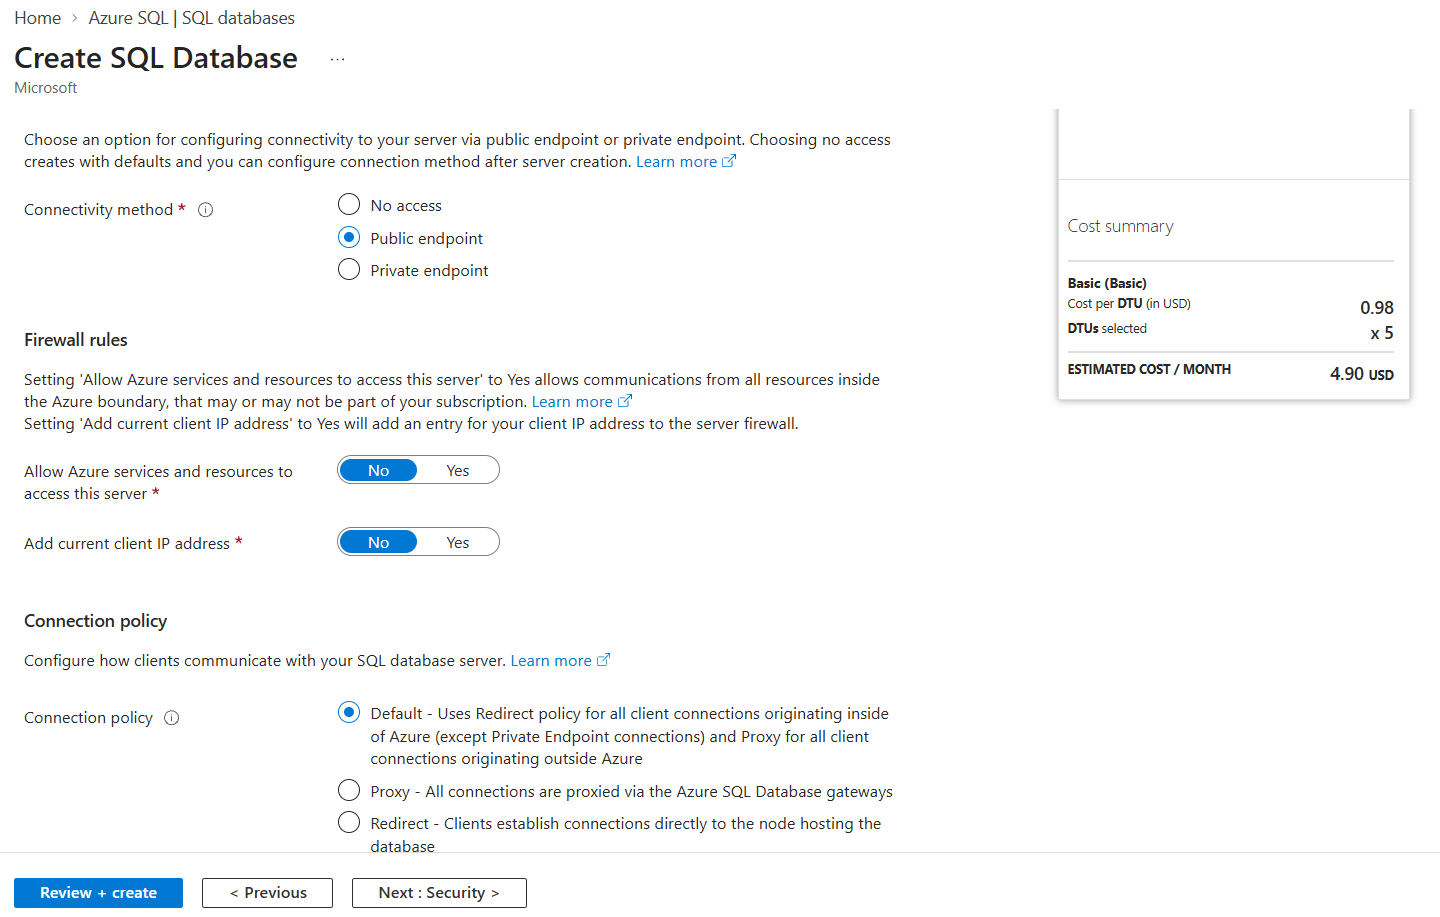 Home > Azure SQL | SQL databases
Create SQL Database ...
Microsoft
Choose an option for configuring connectivity to your server via public endpoint or private endpoint. Choosing no access
creates with defaults and you can configure connection method after server creation. Learn more
Connectivity method *
No access
Public endpoint
Private endpoint
Firewall rules
Setting 'Allow Azure services and resources to access this server' to Yes allows communications from all resources inside
the Azure boundary, that may or may not be part of your subscription. Learn more
Setting 'Add current client IP address' to Yes will add an entry for your client IP address to the server firewall.
Allow Azure services and resources to
access this server *
No Yes
Add current client IP address *
No Yes
Connection policy
Configure how clients communicate with your SQL database server. Learn more
Connection policy
Default - Uses Redirect policy for all client connections originating inside
of Azure (except Private Endpoint connections) and Proxy for all client
connections originating outside Azure
Proxy - All connections are proxied via the Azure SQL Database gateways
Redirect - Clients establish connections directly to the node hosting the
database
Cost summary
Basic (Basic)
Cost per DTU (in USD) 0.98
DTUs selected x 5
ESTIMATED COST / MONTH 4.90 USD
Review + create
< Previous
Next : Security >